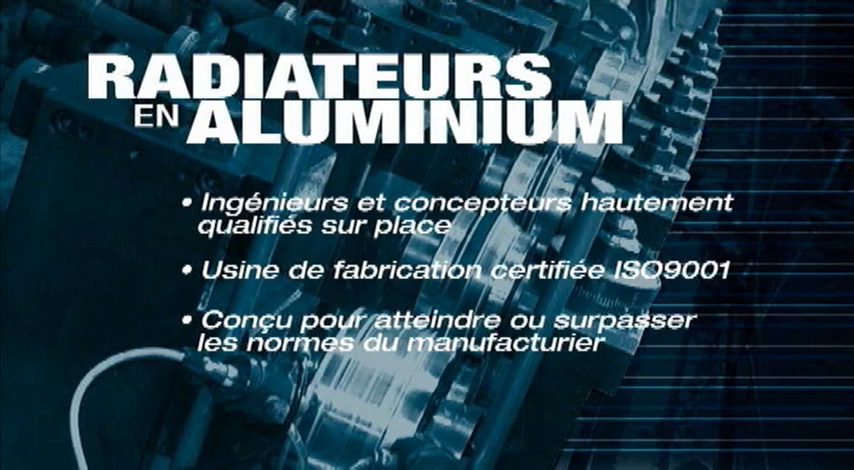 RADIATEURS
EN ALUMINIUM
• Ingénieurs et concepteurs hautement
qualifiés sur place
• Usine de fabrication certifiée ISO9001
• Conçu pour atteindre ou surpasser
les normes du manufacturier